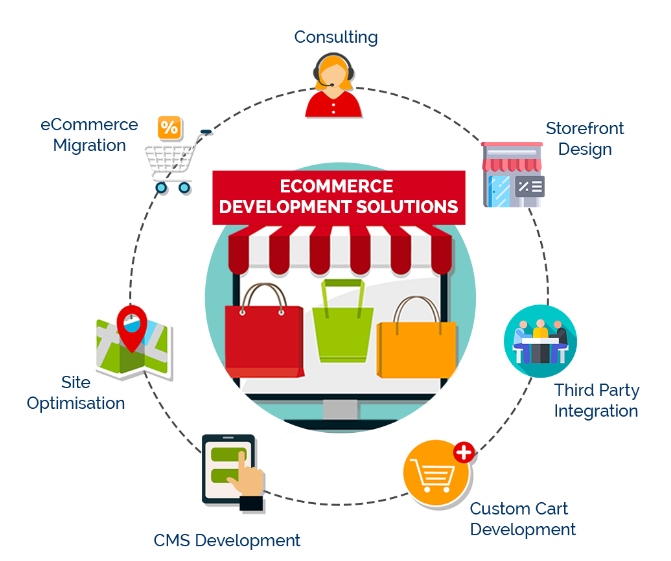 Consulting
eCommerce
Migration
%
Storefront
Design
ECOMMERCE
DEVELOPMENT SOLUTIONS
Site
Optimisation
Third Party
Integration
Custom Cart
Development
CMS Development